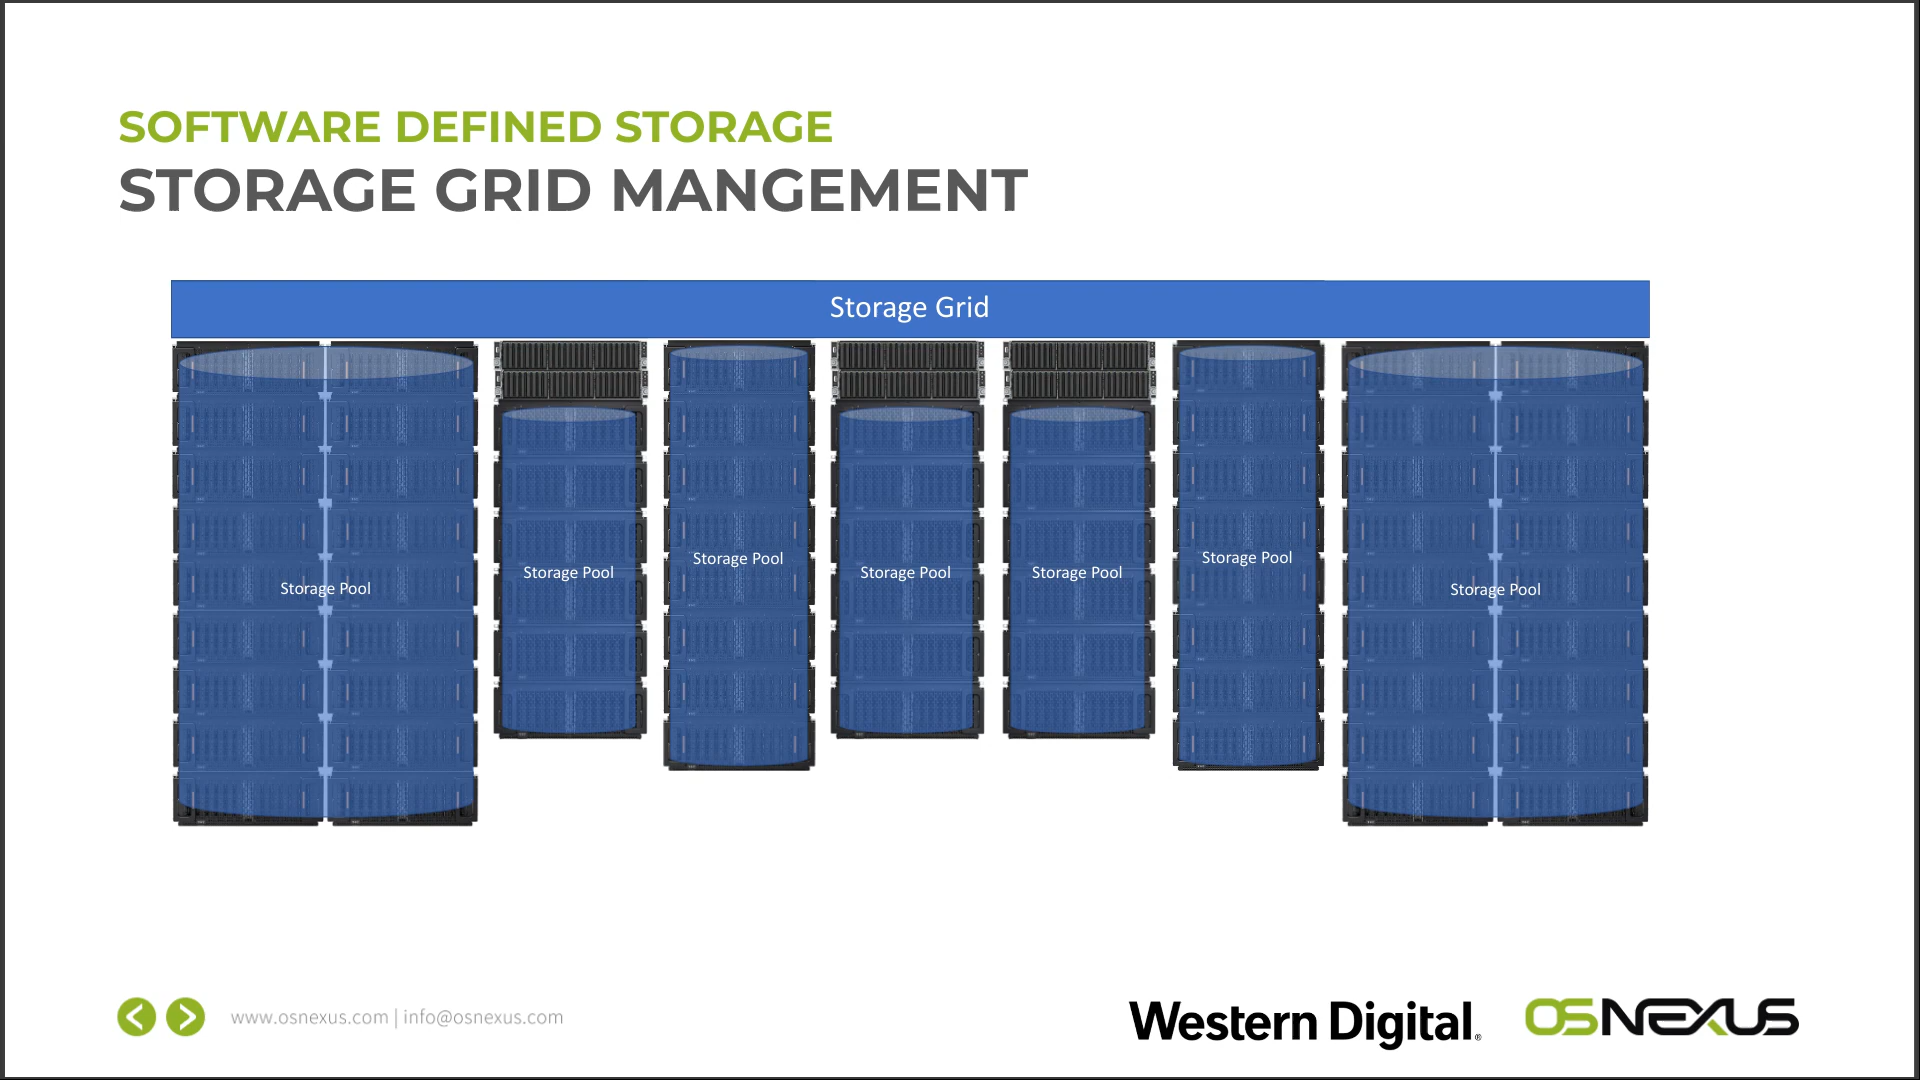 SOFTWARE DEFINED STORAGE
STORAGE GRID MANGEMENT
Storage Grid
Storage Pool
Storage Pool
Storage Pool
Storage Pool
Storage Pool
Storage Pool
Storage Pool
www.osnexus.com | info@osnexus.com
Western Digital®
OSNEXUS